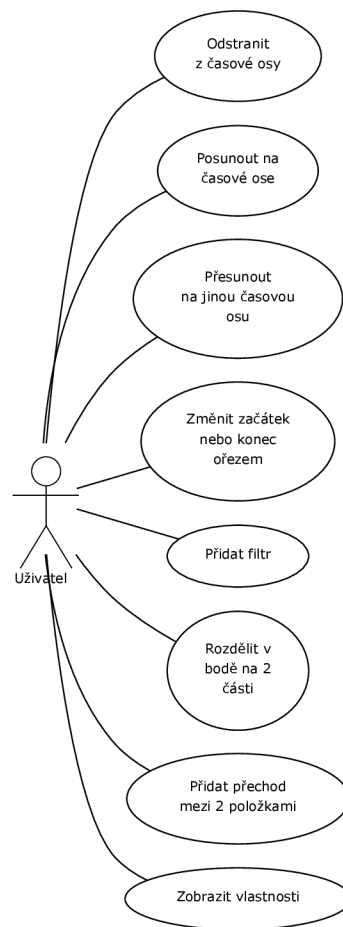 Odstranit
z časové osy
Posunout na
časové ose
Přesunout
na jinou časovou
osu
Změnit začátek
nebo konec
ořezem
Přidat filtr
Uživatel
Rozdělit v
bodě na 2
části
Přidat přechod
mezi 2 položkami
Zobrazit vlastnosti